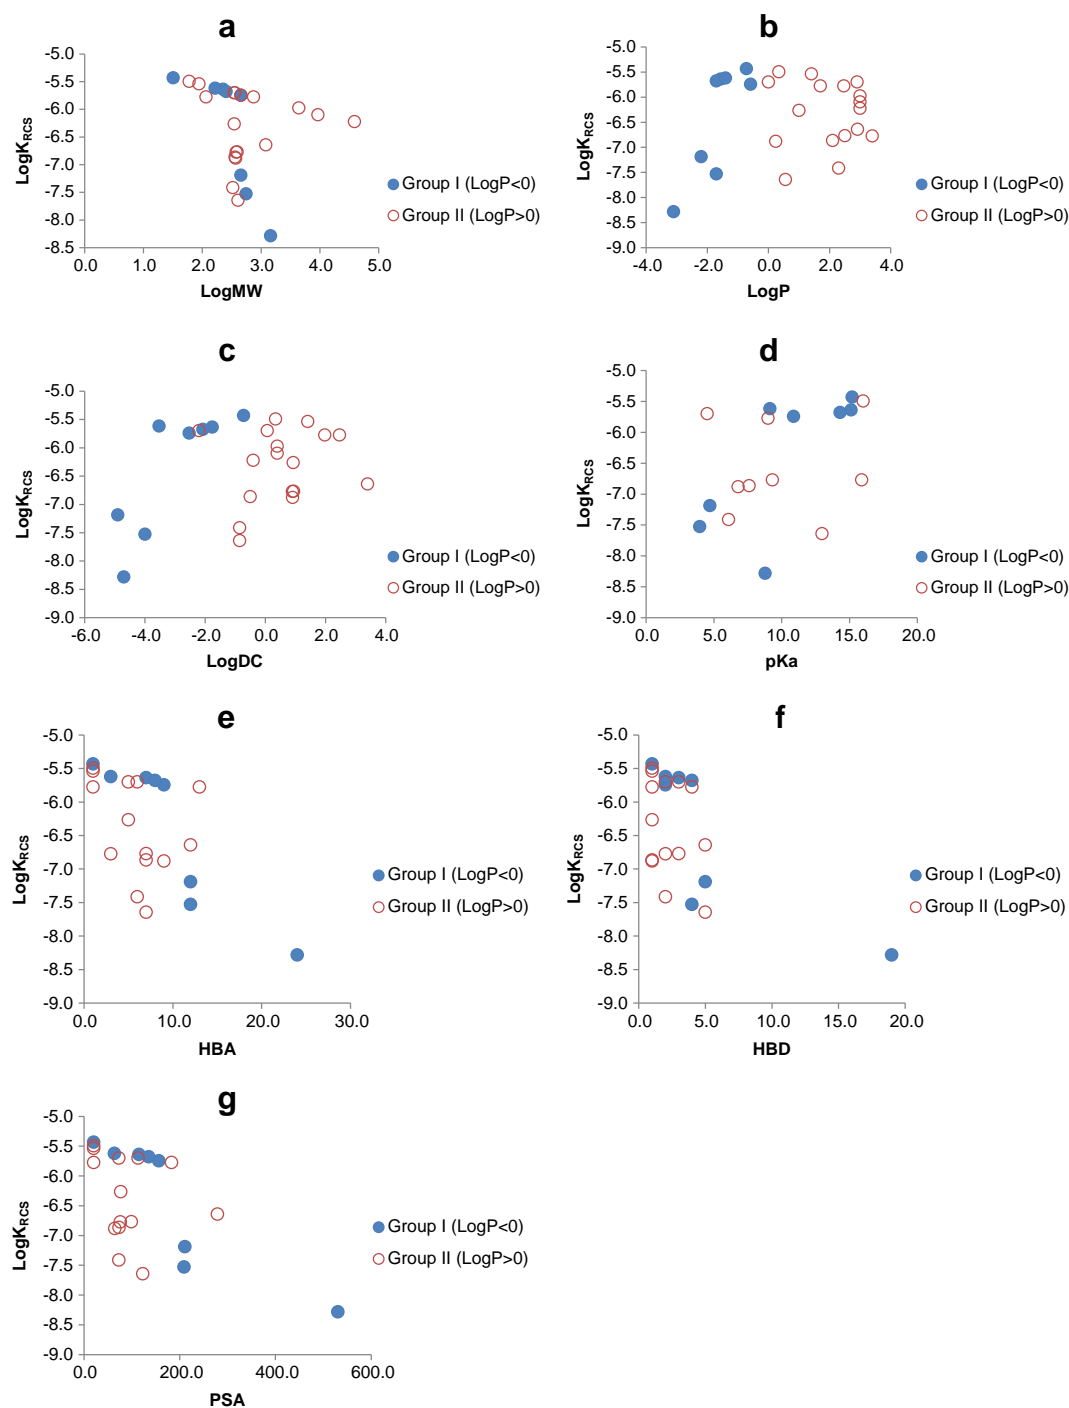 a
-5.0
-5.5
-6.0
-6.5
-7.0
-7.5
-8.0
-8.5
LogKRCS
0.0 1.0 2.0 3.0 4.0 5.0
LogMW
Group I (LogP<0)
Group II (LogP>0)
b
-5.0
-5.5
-6.0
-6.5
-7.0
-7.5
-8.0
-8.5
-9.0
LogKRCS
-4.0 -2.0 0.0 2.0 4.0
LogP
Group I (LogP<0)
Group II (LogP>0)
c
-5.0
-5.5
-6.0
-6.5
-7.0
-7.5
-8.0
-8.5
-9.0
LogKRCS
-6.0 -4.0 -2.0 0.0 2.0 4.0
LogDC
Group I (LogP<0)
Group II (LogP>0)
d
-5.0
-5.5
-6.0
-6.5
-7.0
-7.5
-8.0
-8.5
-9.0
LogKRCS
0.0 5.0 10.0 15.0 20.0
pKa
Group I (LogP<0)
Group II (LogP>0)
e
-5.0
-5.5
-6.0
-6.5
-7.0
-7.5
-8.0
-8.5
-9.0
LogKRCS
0.0 10.0 20.0 30.0
HBA
Group I (LogP<0)
Group II (LogP>0)
f
-5.0
-5.5
-6.0
-6.5
-7.0
-7.5
-8.0
-8.5
-9.0
LogKRCS
0.0 5.0 10.0 15.0 20.0
HBD
Group I (LogP<0)
Group II (LogP>0)
g
-5.0
-5.5
-6.0
-6.5
-7.0
-7.5
-8.0
-8.5
-9.0
LogKRCS
0.0 200.0 400.0 600.0
PSA
Group I (LogP<0)
Group II (LogP>0)